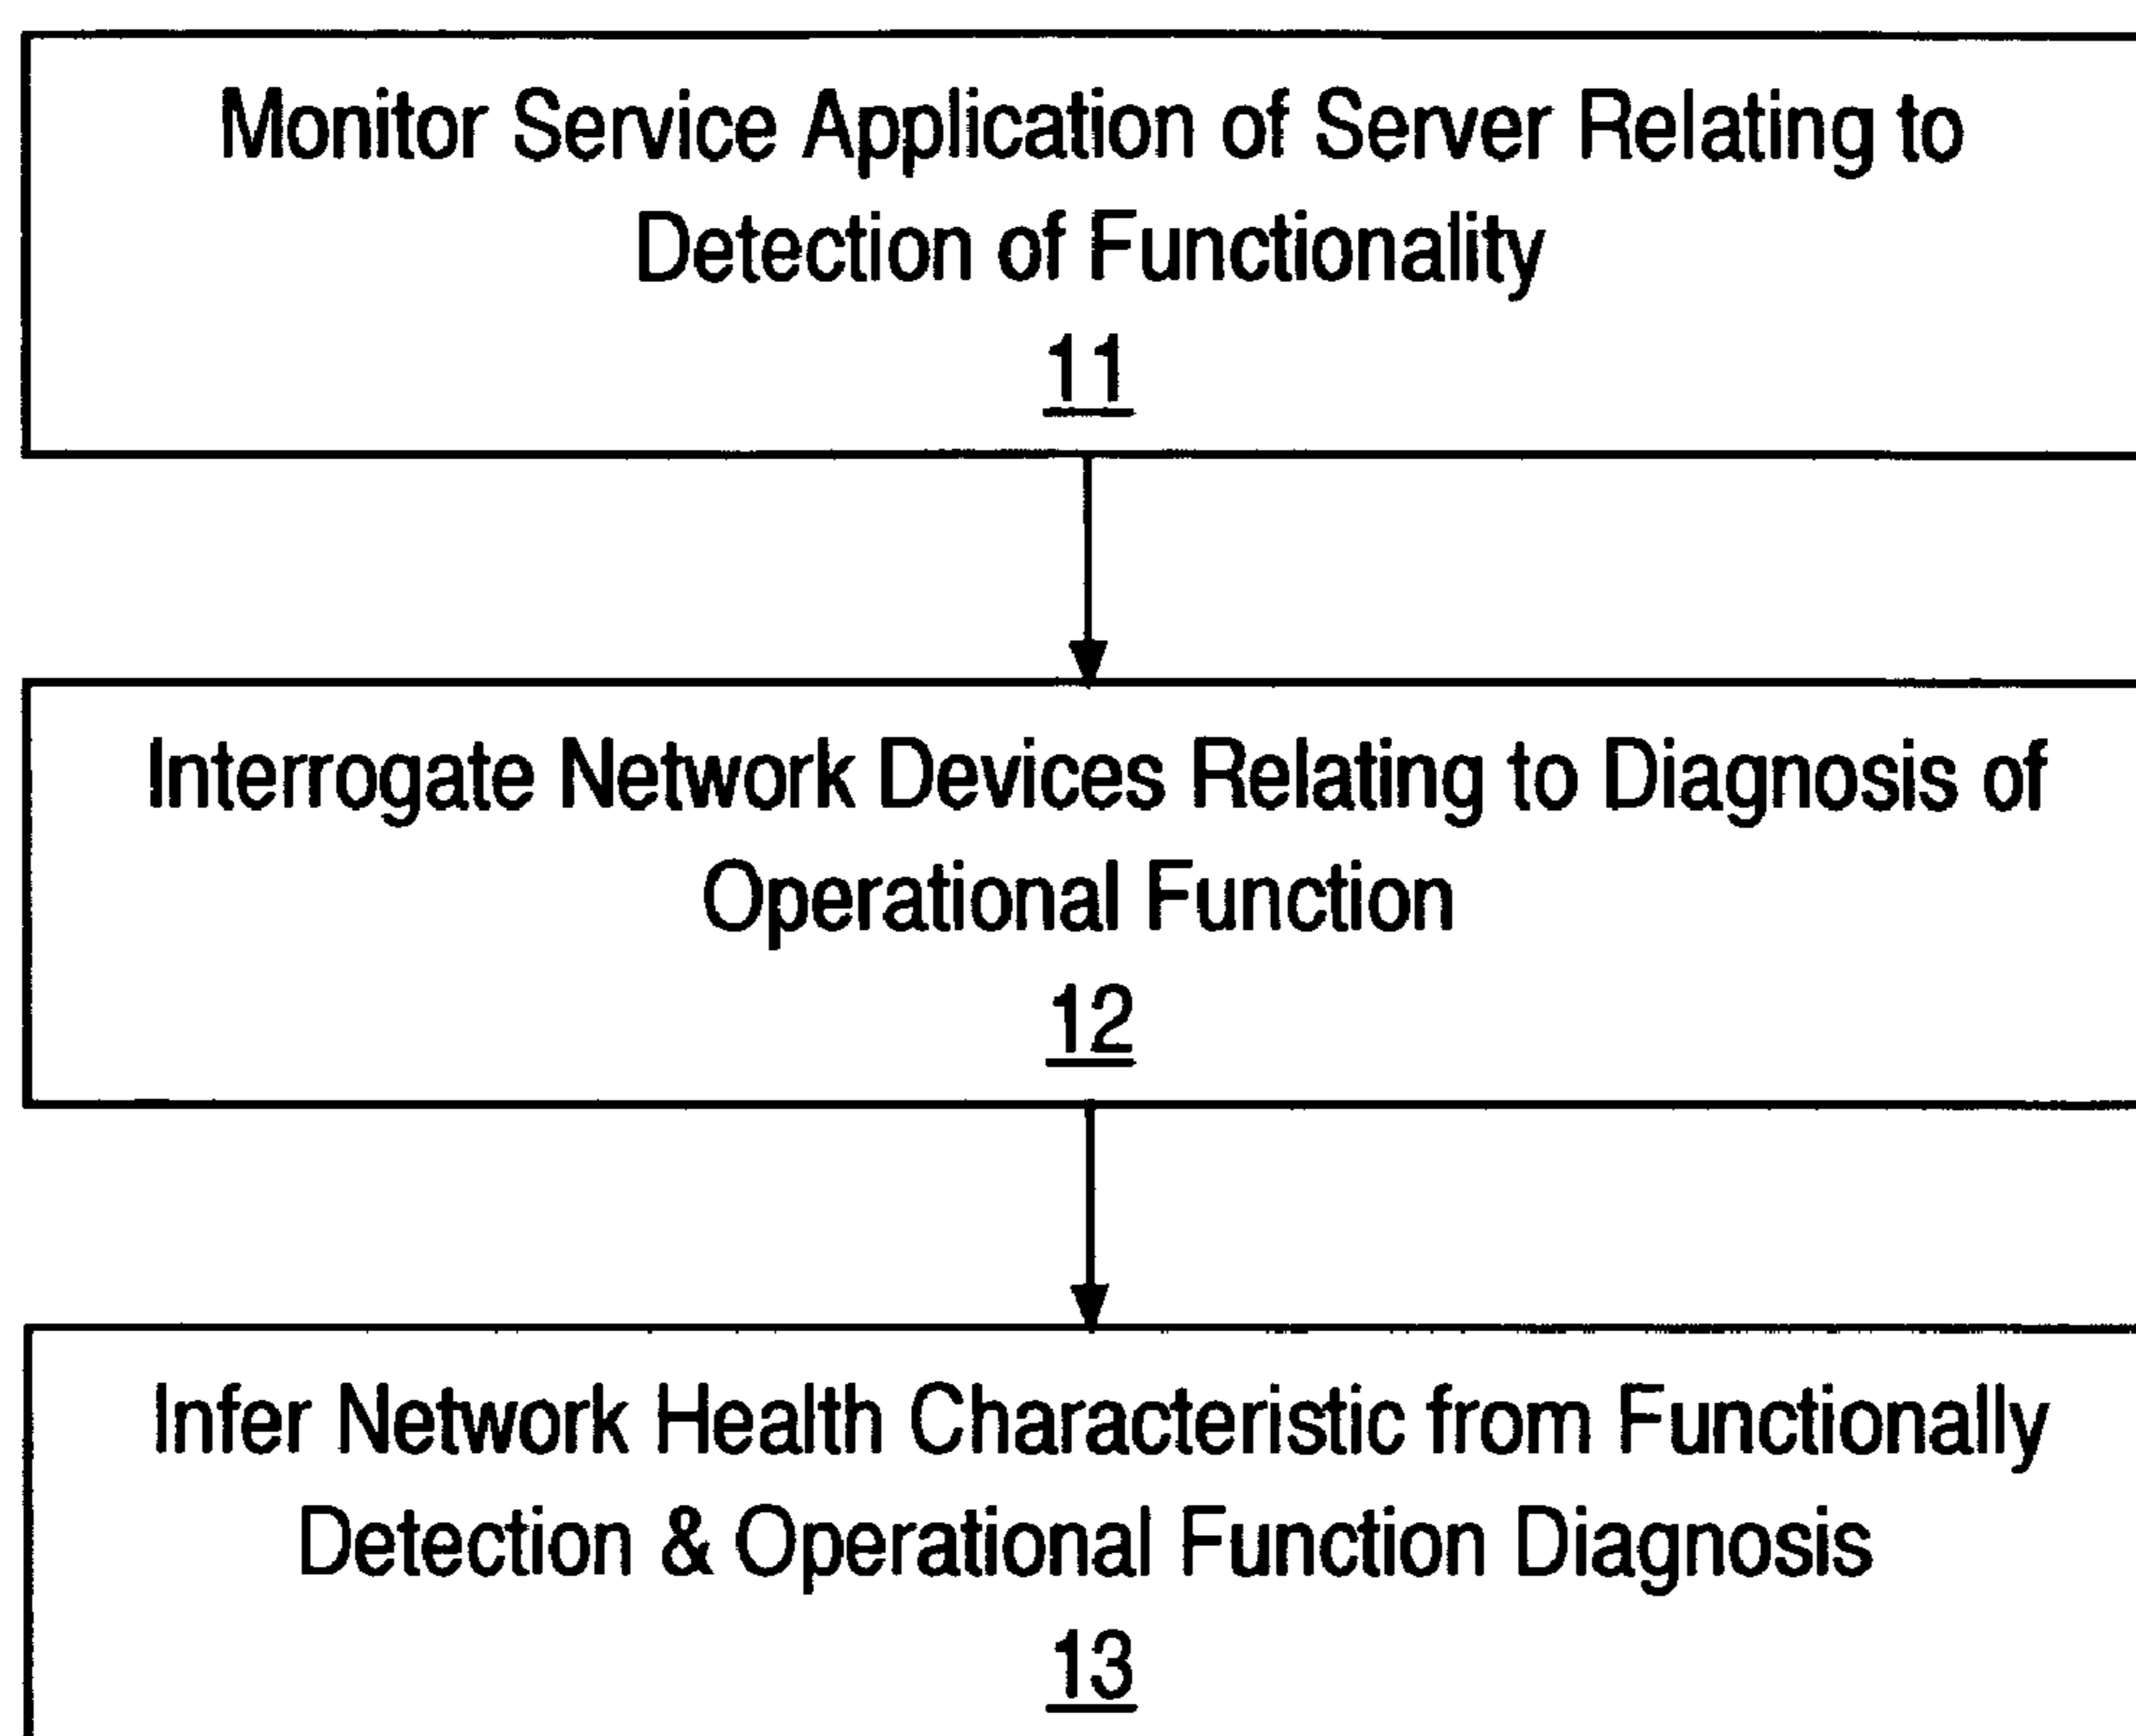 Monitor Service Application of Server Relating to
Detection of Functionality
11
Interrogate Network Devices Relating to Diagnosis of
Operational Function
12
Infer Network Health Characteristic from Functionally
Detection & Operational Function Diagnosis
13